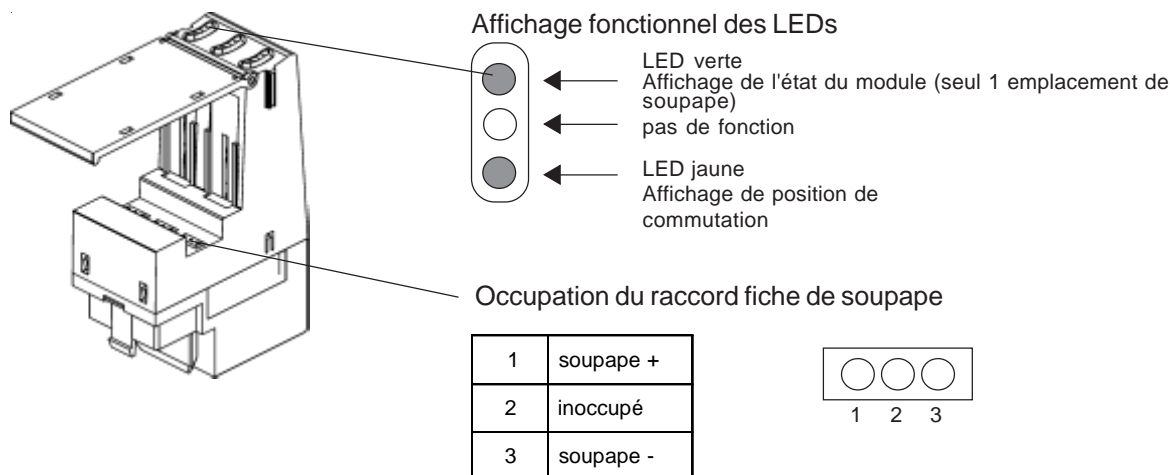 Affichage fonctionnel des LEDs
LED verte
Affichage de l'état du module (seul 1 emplacement de
soupape)
pas de fonction
LED jaune
Affichage de position de
commutation
Occupation du raccord fiche de soupape
1 soupape +
2 inoccupé
3 soupape -
1 2 3